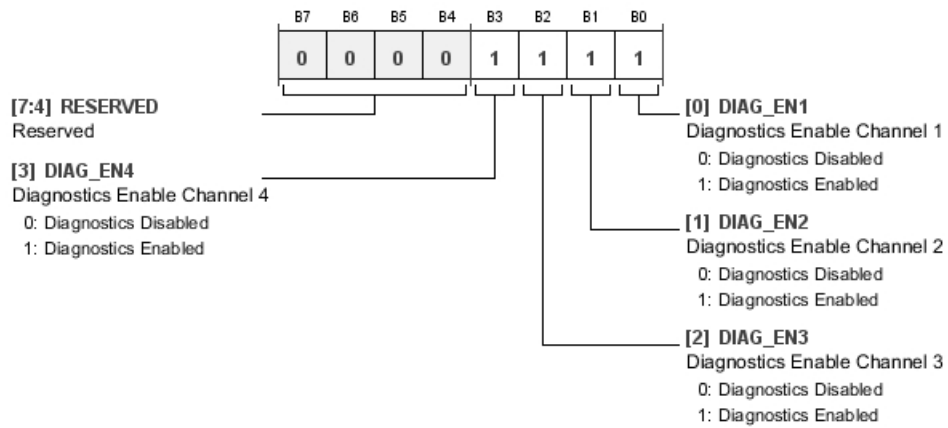 B7 B6 B5 B4 B3 B2 B1 B0
0 0 0 0 1 1 1 1
[7:4] RESERVED
Reserved
[3] DIAG_EN4
Diagnostics Enable Channel 4
0: Diagnostics Disabled
1: Diagnostics Enabled
[0] DIAG_EN1
Diagnostics Enable Channel 1
0: Diagnostics Disabled
1: Diagnostics Enabled
[1] DIAG_EN2
Diagnostics Enable Channel 2
0: Diagnostics Disabled
1: Diagnostics Enabled
[2] DIAG_EN3
Diagnostics Enable Channel 3
0: Diagnostics Disabled
1: Diagnostics Enabled